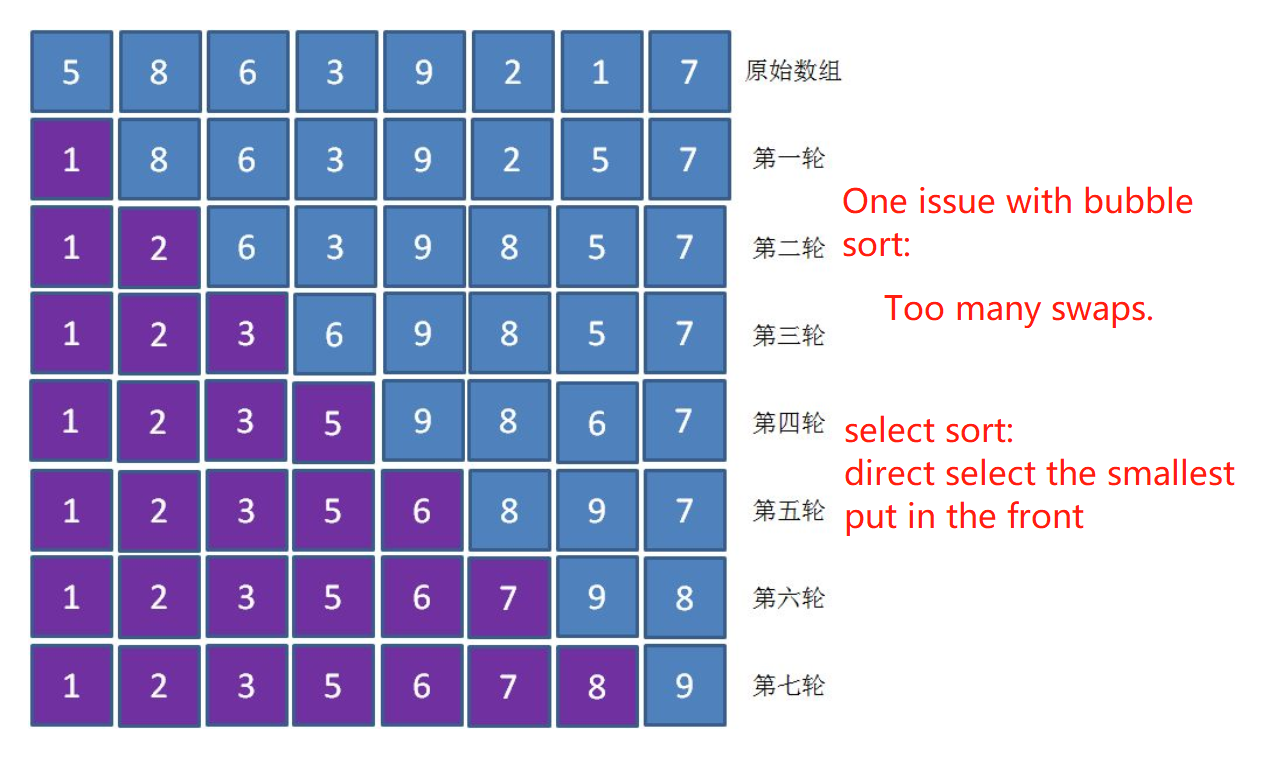 5 8 6 3 9 2 1 7 原始数组
1 8 6 3 9 2 5 7 第一轮
One issue with bubble
sort:
1 2 6 3 9 8 5 7 第二轮
Too many swaps.
1 2 3 6 9 8 5 7 第三轮
1 2 3 5 9 8 6 7 第四轮
select sort:
direct select the smallest
put in the front
1 2 3 5 6 8 9 7 第五轮
1 2 3 5 6 7 9 8 第六轮
1 2 3 5 6 7 8 9 第七轮